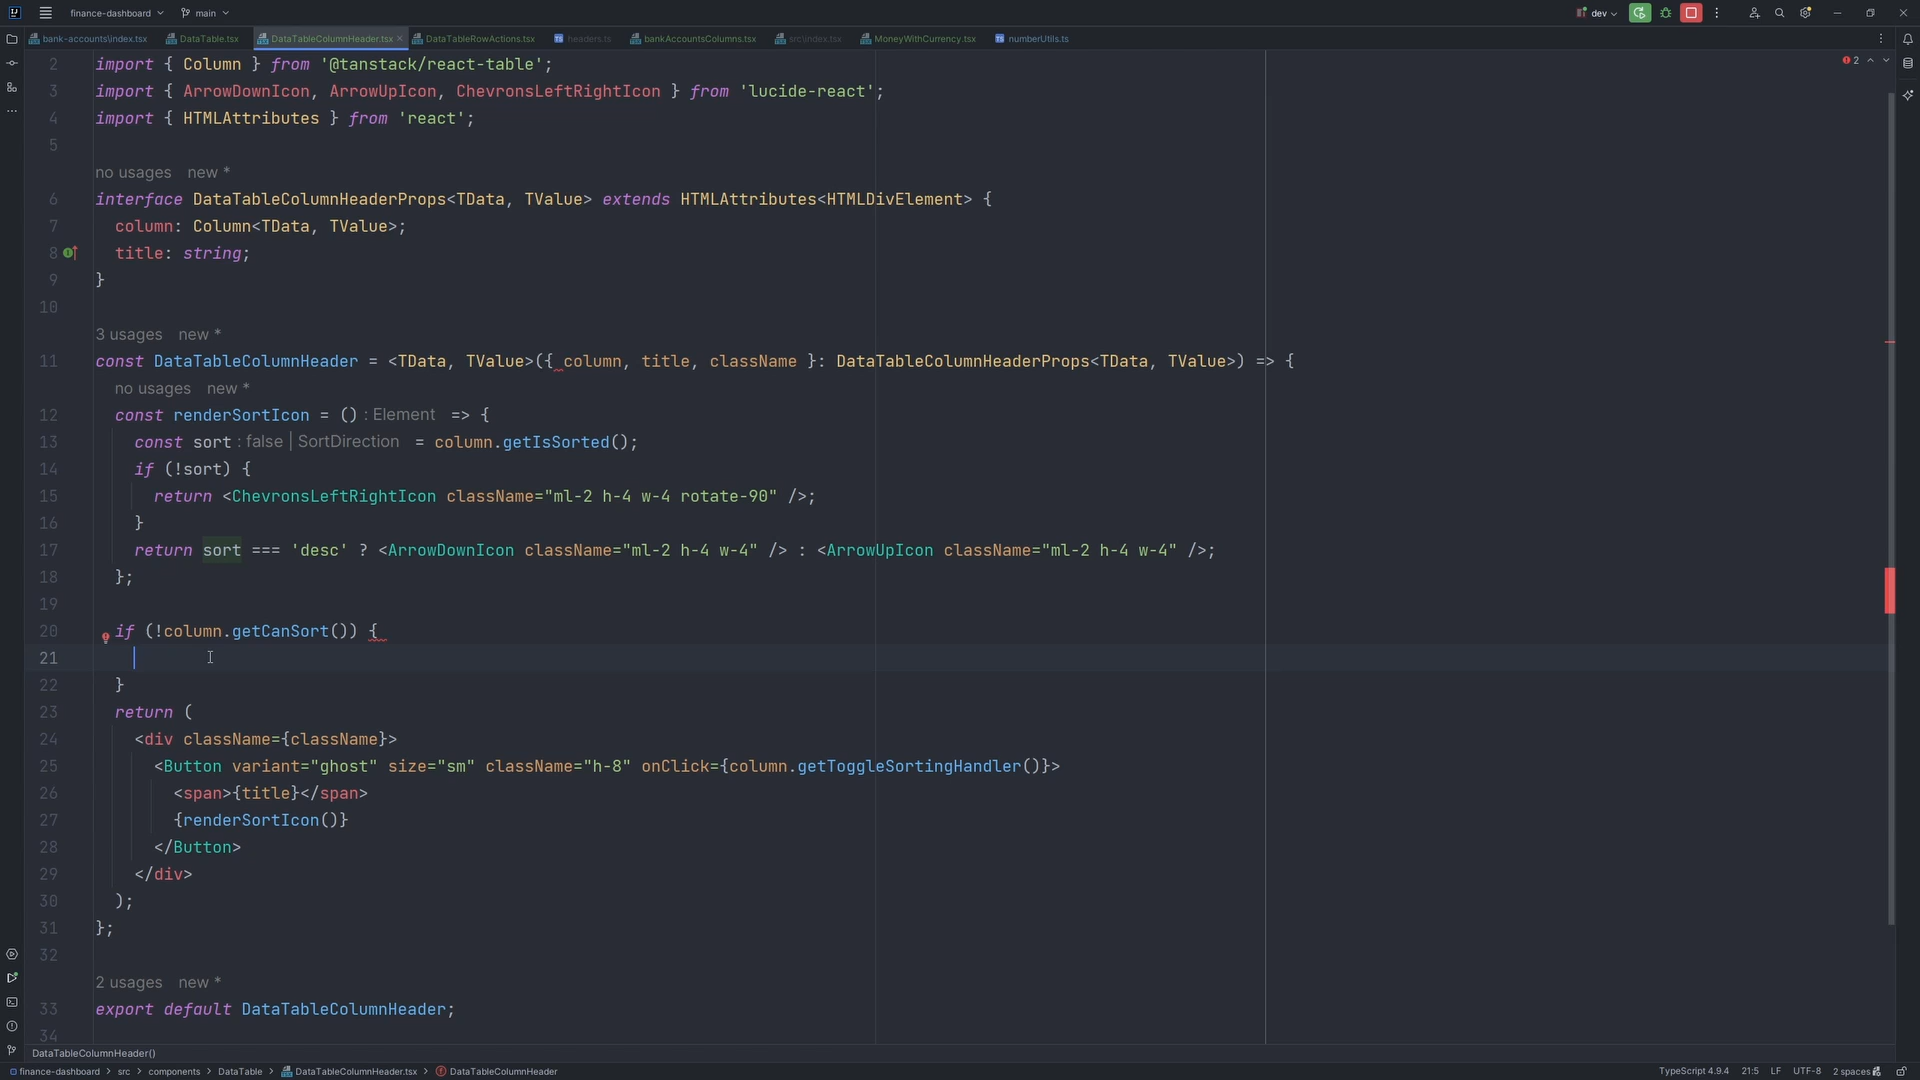 finance-dashboard main dev
bank-accounts\index.tsx DataTable.tsx DataTableColumnHeader.tsx DataTableRowActions.tsx headers.ts bankAccountsColumns.tsx src\index.tsx MoneyWithCurrency.tsx numberUtils.ts
2
2 import { Column } from '@tanstack/react-table';
3 import { ArrowDownIcon, ArrowUpIcon, ChevronsLeftRightIcon } from 'lucide-react';
4 import { HTMLAttributes } from 'react';
5
no usages new *
6 interface DataTableColumnHeaderProps<TData, TValue> extends HTMLAttributes<HTMLDivElement> {
7 column: Column<TData, TValue>;
8 title: string;
9 }
10
3 usages new *
11 const DataTableColumnHeader = <TData, TValue>({ column, title, className }: DataTableColumnHeaderProps<TData, TValue>) => {
no usages new *
12 const renderSortIcon = () : Element => {
13 const sort : false | SortDirection = column.getIsSorted();
14 if (!sort) {
15 return <ChevronsLeftRightIcon className="ml-2 h-4 w-4 rotate-90" />;
16 }
17 return sort === 'desc' ? <ArrowDownIcon className="ml-2 h-4 w-4" /> : <ArrowUpIcon className="ml-2 h-4 w-4" />;
18 };
19
20 if (!column.getCanSort()) {
21
22 }
23 return (
24 <div className={className}>
25 <Button variant="ghost" size="sm" className="h-8" onClick={column.getToggleSortingHandler()}>
26 <span>{title}</span>
27 {renderSortIcon()}
28 </Button>
29 </div>
30 );
31 };
32
2 usages new *
33 export default DataTableColumnHeader;
34
DataTableColumnHeader()
finance-dashboard > src > components > DataTable > DataTableColumnHeader.tsx > DataTableColumnHeader TypeScript 4.9.4 21:5 LF UTF-8 2 spaces